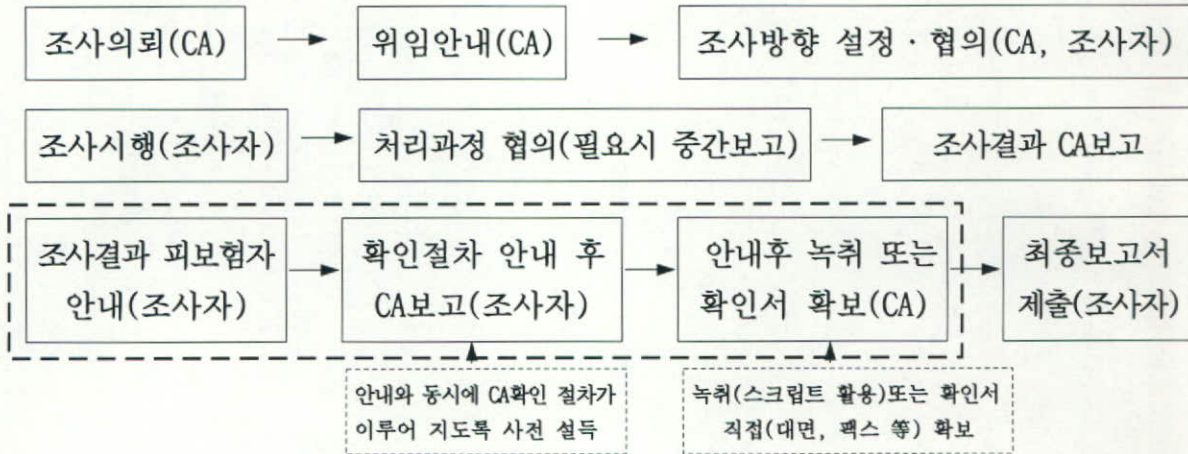 조사의뢰(CA) → 위임안내(CA) → 조사방향 설정·협의(CA, 조사자)
조사시행(조사자) → 처리과정 협의(필요시 중간보고) → 조사결과 CA보고
조사결과 피보험자
안내(조사자)
→
확인절차 안내 후
CA보고(조사자)
→
안내후 녹취 또는
확인서 확보(CA)
→
최종보고서
제출(조사자)
안내와 동시에 CA확인 절차가
이루어 지도록 사전 설득
녹취(스크립트 활용)또는 확인서
직접(대면, 팩스 等) 확보